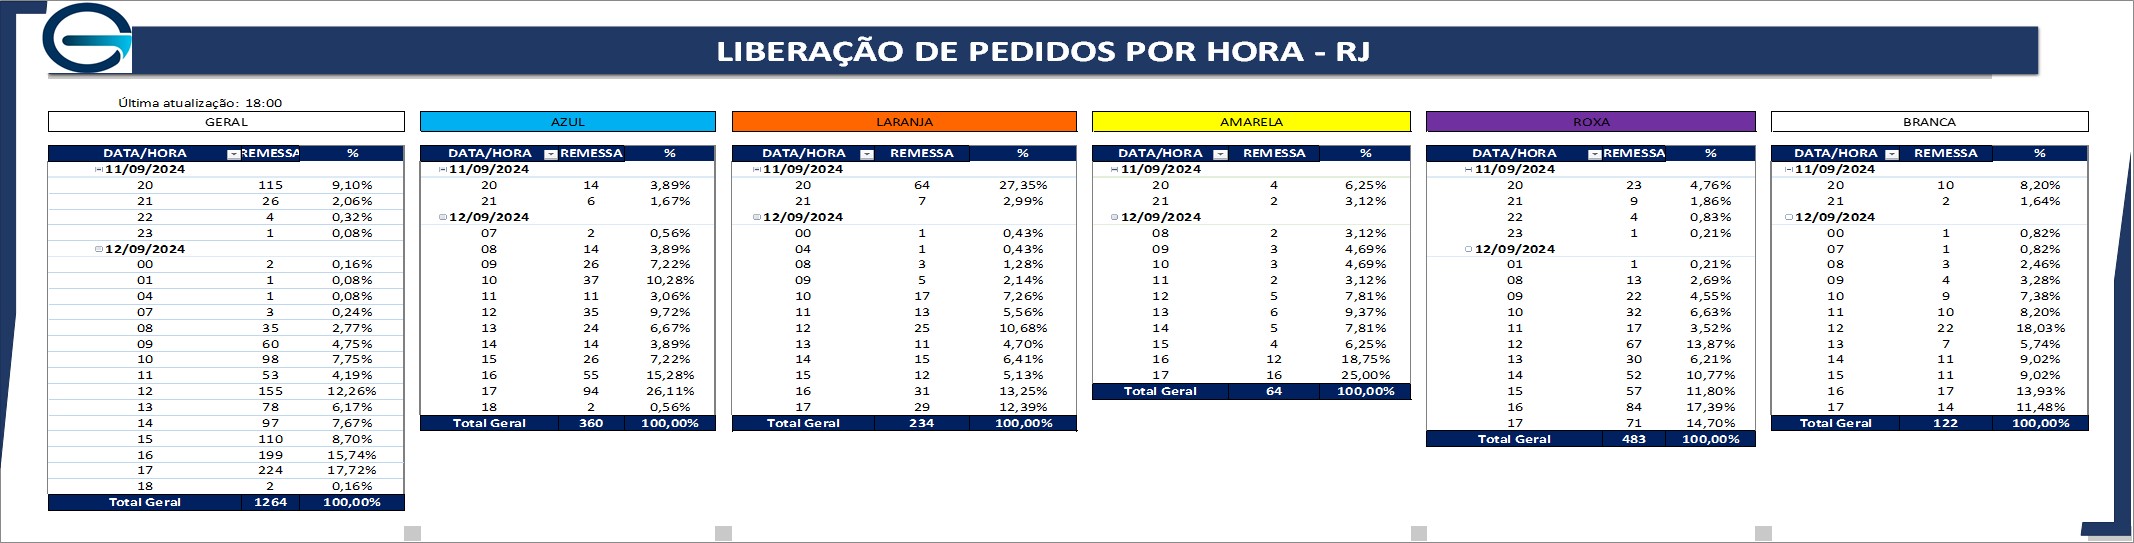 LIBERAÇÃO DE PEDIDOS POR HORA - RJ
Última atualização: 18:00
GERAL
DATA/HORA REMESSA %
11/09/2024
20 115 9,10%
21 26 2,06%
22 4 0,32%
23 1 0,08%
12/09/2024
00 2 0,16%
01 1 0,08%
04 1 0,08%
07 3 0,24%
08 35 2,77%
09 60 4,75%
10 98 7,75%
11 53 4,19%
12 155 12,26%
13 78 6,17%
14 97 7,67%
15 110 8,70%
16 199 15,74%
17 224 17,72%
18 2 0,16%
Total Geral 1264 100,00%
AZUL
DATA/HORA REMESSA %
11/09/2024
20 14 3,89%
21 6 1,67%
12/09/2024
07 2 0,56%
08 14 3,89%
09 26 7,22%
10 37 10,28%
11 11 3,06%
12 35 9,72%
13 24 6,67%
14 14 3,89%
15 26 7,22%
16 55 15,28%
17 94 26,11%
18 2 0,56%
Total Geral 360 100,00%
LARANJA
DATA/HORA REMESSA %
11/09/2024
20 64 27,35%
21 7 2,99%
12/09/2024
00 1 0,43%
04 1 0,43%
08 3 1,28%
09 5 2,14%
10 17 7,26%
11 13 5,56%
12 25 10,68%
13 11 4,70%
14 15 6,41%
15 12 5,13%
16 31 13,25%
17 29 12,39%
Total Geral 234 100,00%
AMARELA
DATA/HORA REMESSA %
11/09/2024
20 4 6,25%
21 2 3,12%
12/09/2024
08 2 3,12%
09 3 4,69%
10 3 4,69%
11 2 3,12%
12 5 7,81%
13 6 9,37%
14 5 7,81%
15 4 6,25%
16 12 18,75%
17 16 25,00%
Total Geral 64 100,00%
ROXA
DATA/HORA REMESSA %
11/09/2024
20 23 4,76%
21 9 1,86%
22 4 0,83%
23 1 0,21%
12/09/2024
01 1 0,21%
08 13 2,69%
09 22 4,55%
10 32 6,63%
11 17 3,52%
12 67 13,87%
13 30 6,21%
14 52 10,77%
15 57 11,80%
16 84 17,39%
17 71 14,70%
Total Geral 483 100,00%
BRANCA
DATA/HORA REMESSA %
11/09/2024
20 10 8,20%
21 2 1,64%
12/09/2024
00 1 0,82%
07 1 0,82%
08 3 2,46%
09 4 3,28%
10 9 7,38%
11 10 8,20%
12 22 18,03%
13 7 5,74%
14 11 9,02%
15 11 9,02%
16 17 13,93%
17 14 11,48%
Total Geral 122 100,00%